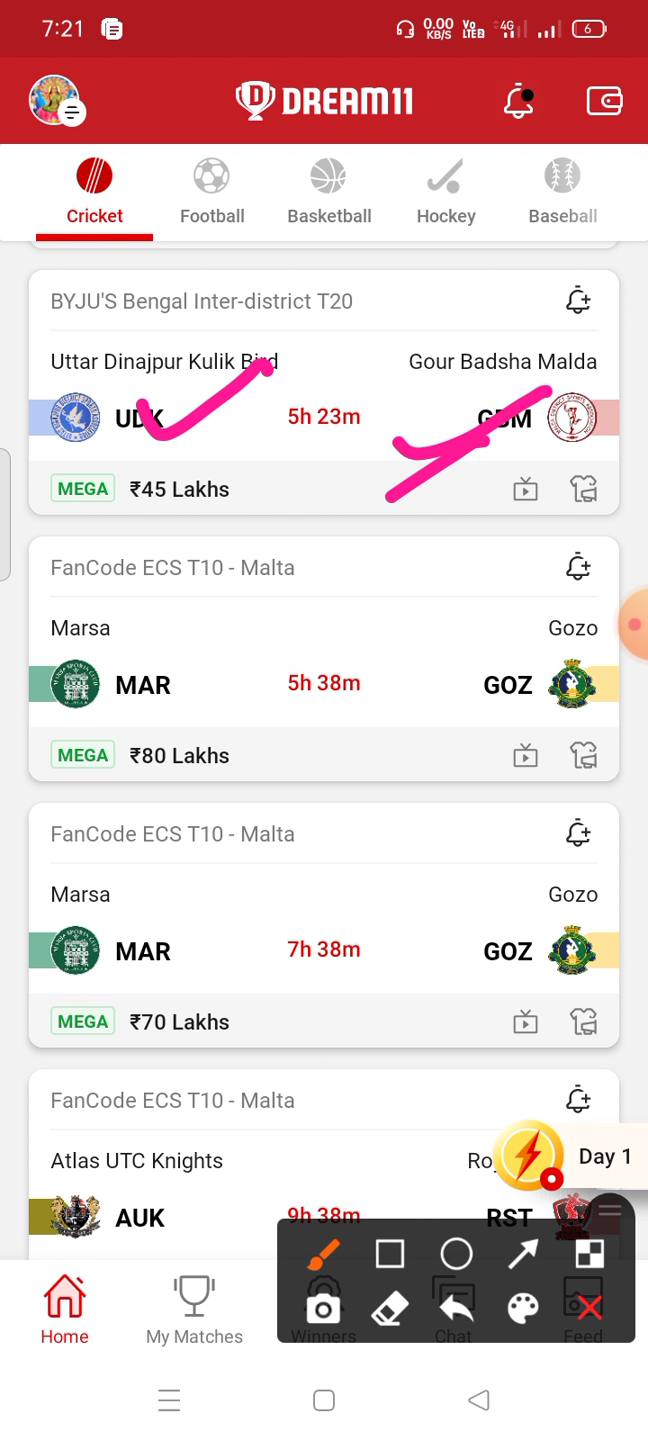 7:21 0.00 KB/S Vo LTEB 4G 6
DREAM11
Cricket Football Basketball Hockey Baseball
BYJU'S Bengal Inter-district T20
Uttar Dinajpur Kulik Bird Gour Badsha Malda
UDK 5h 23m GBM
MEGA ₹45 Lakhs
FanCode ECS T10 - Malta
Marsa Gozo
MAR 5h 38m GOZ
MEGA ₹80 Lakhs
FanCode ECS T10 - Malta
Marsa Gozo
MAR 7h 38m GOZ
MEGA ₹70 Lakhs
FanCode ECS T10 - Malta
Atlas UTC Knights
Day 1
AUK 9h 38m RST
Home My Matches Winners Chat Feed